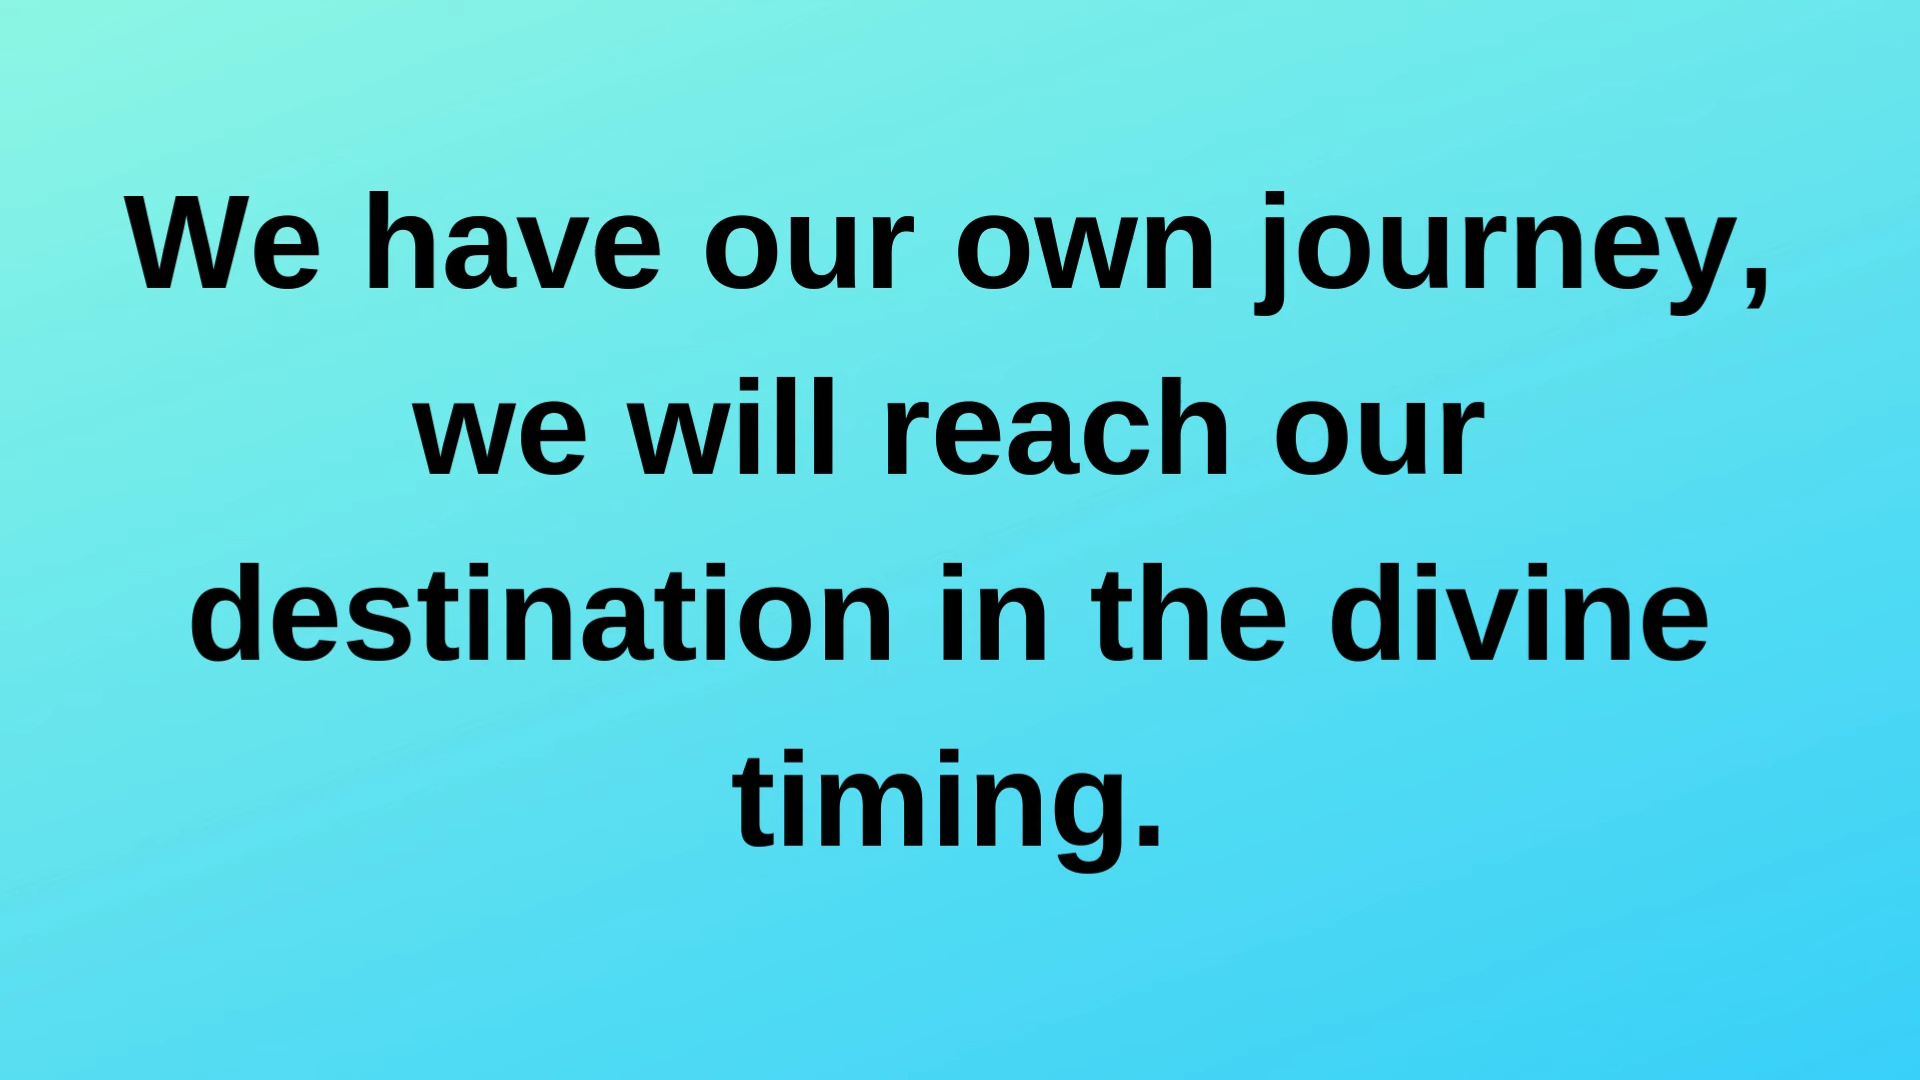 We have our own journey,
we will reach our
destination in the divine
timing.